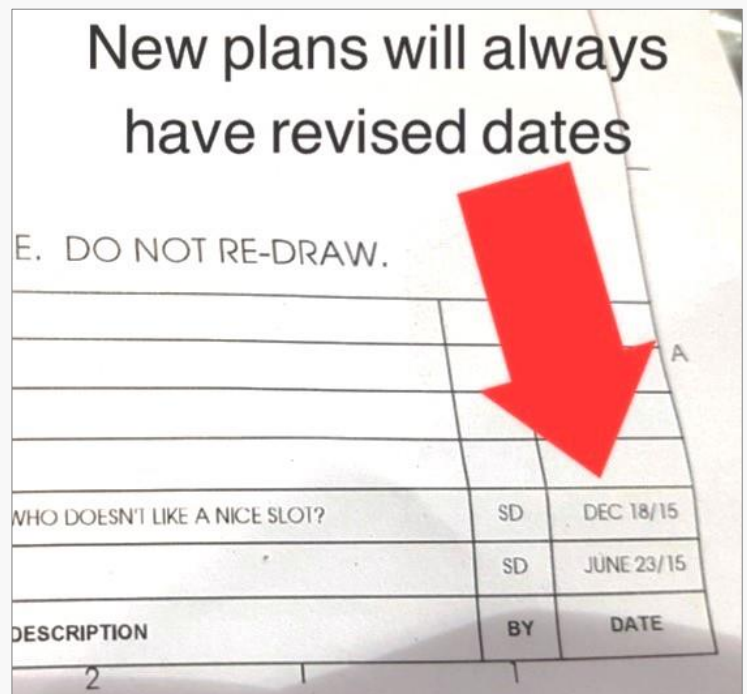 New plans will always
have revised dates
E. DO NOT RE-DRAW.
A
WHO DOESN'T LIKE A NICE SLOT? SD DEC 18/15
SD JUNE 23/15
DESCRIPTION BY DATE
2